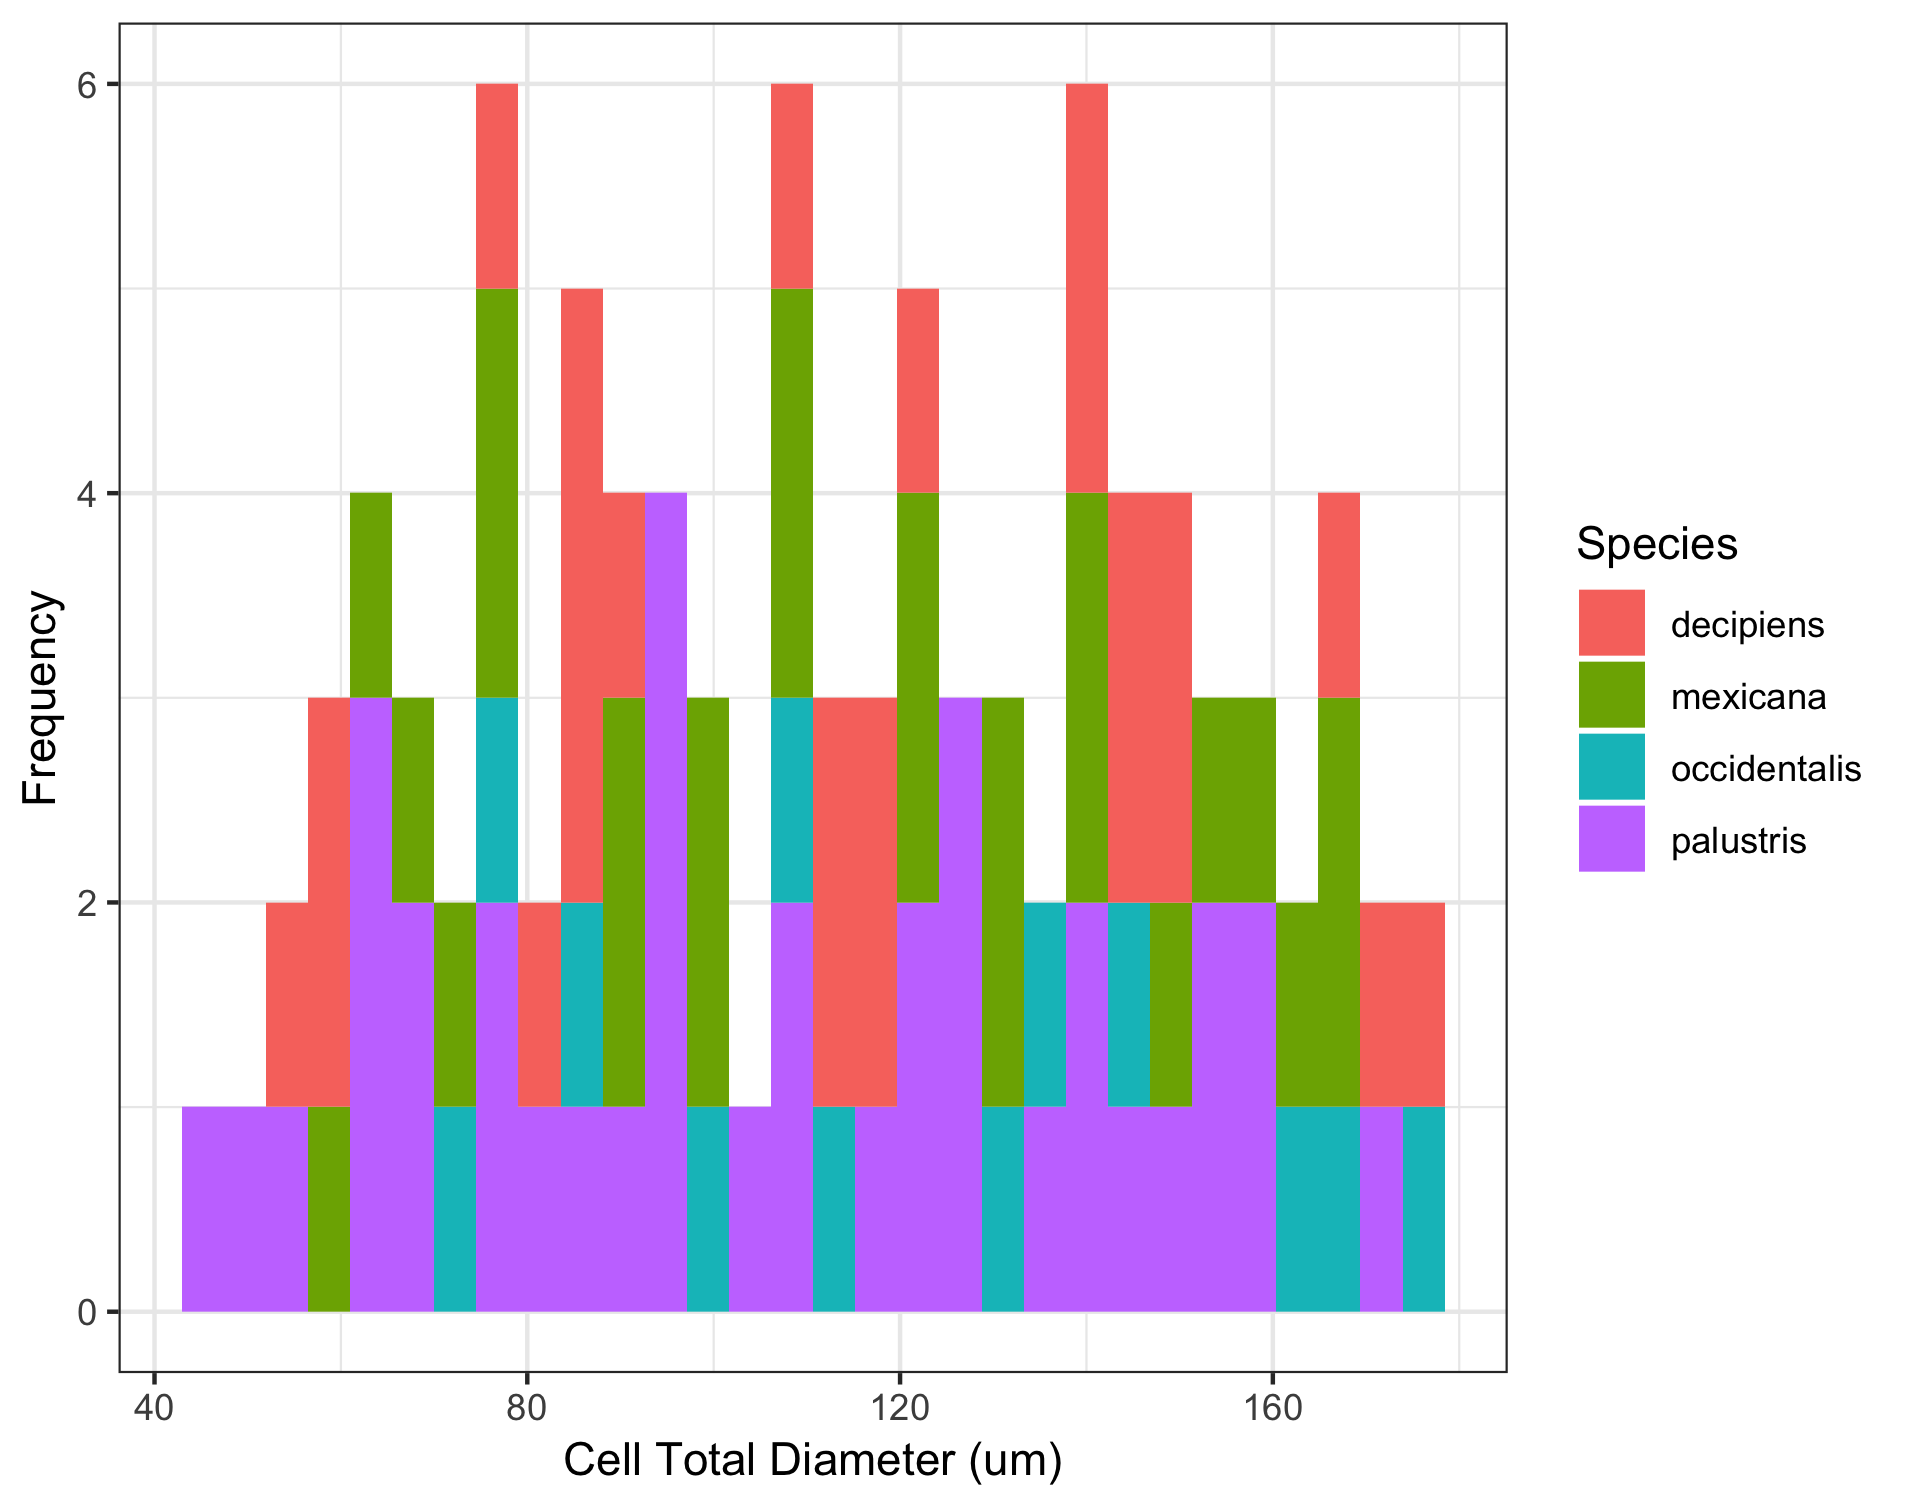 6
4
2
0
Frequency
40 80 120 160
Cell Total Diameter (um)
Species
decipiens
mexicana
occidentalis
palustris